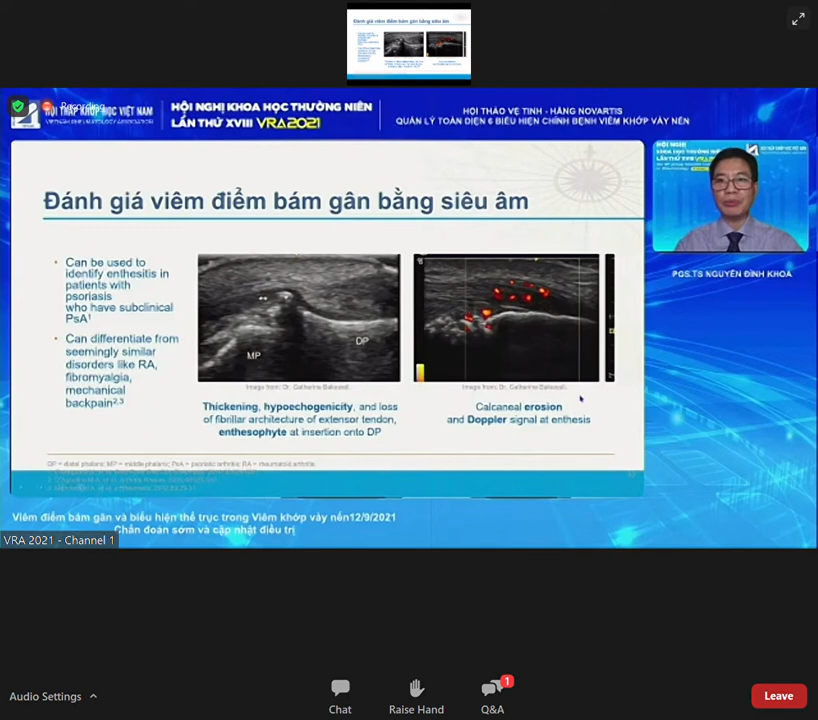 Đánh giá viêm điểm bám gân bằng siêu âm
Recording
HỘI THẤP KHỚP HỌC VIỆT NAM
VIETNAM RHEUMATOLOGY ASSOCIATION
HỘI NGHỊ KHOA HỌC THƯỜNG NIÊN
LẦN THỨ XVIII VRA2021
HỘI THẢO VỆ TINH - HÃNG NOVARTIS
QUẢN LÝ TOÀN DIỆN 6 BIỂU HIỆN CHÍNH BỆNH VIÊM KHỚP VẢY NẾN
Đánh giá viêm điểm bám gân bằng siêu âm
• Can be used to
identify enthesitis in
patients with
psoriasis
who have subclinical
PsA¹
• Can differentiate from
seemingly similar
disorders like RA,
fibromyalgia,
mechanical
backpain²,³
MP
DP
Image from: Dr. Catherine Bakewell.
Image from: Dr. Catherine Bakewell.
Thickening, hypoechogenicity, and loss
of fibrillar architecture of extensor tendon,
enthesophyte at insertion onto DP
Calcaneal erosion
and Doppler signal at enthesis
DP = distal phalanx; MP = middle phalanx; PsA = psoriatic arthritis; RA = rheumatoid arthritis.
PGS.TS NGUYỄN ĐÌNH KHOA
Viêm điểm bám gân và biểu hiện thể trục trong Viêm khớp vảy nến12/9/2021
Chẩn đoán sớm và cập nhật điều trị
VRA 2021 - Channel 1
Audio Settings
Chat
Raise Hand
1
Q&A
Leave